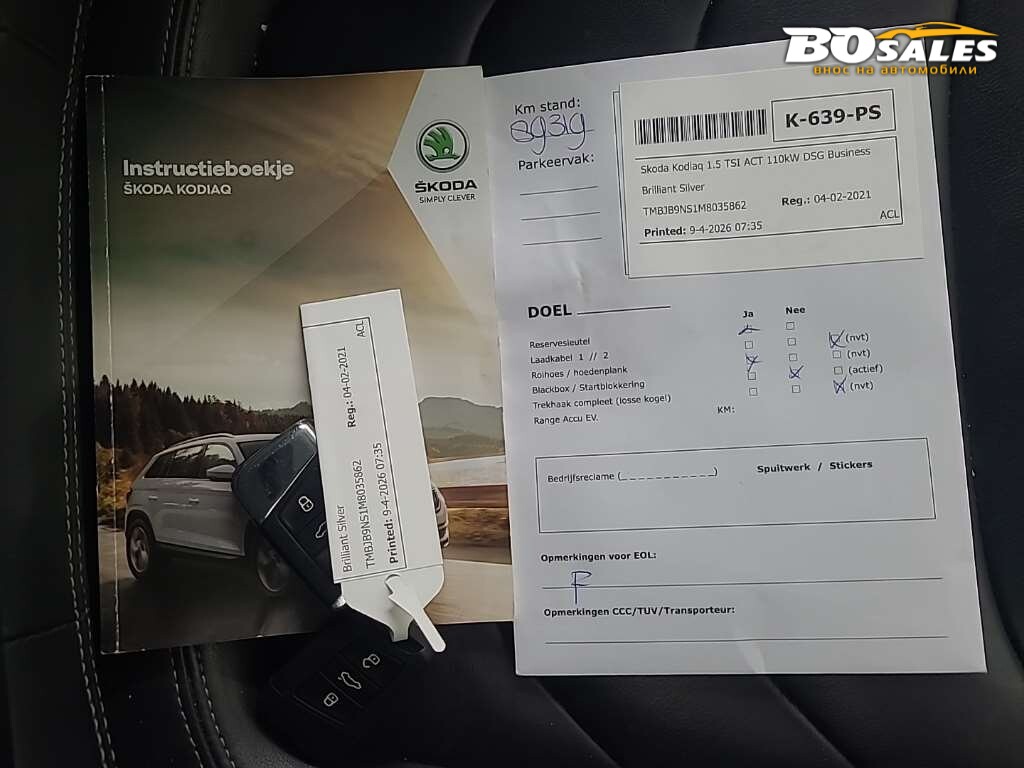 BOSALES
внос на автомобили
Instructieboekje
ŠKODA KODIAQ
ŠKODA
SIMPLY CLEVER
Km stand:
Parkeervak:
K-639-PS
Skoda Kodiaq 1.5 TSI ACT 110kW DSG Business
Brilliant Silver
TMBJB9NS1M8035862 Reg.: 04-02-2021
Printed: 9-4-2026 07:35 ACL
DOEL
Ja Nee
Reservesleutel
Laadkabel 1 // 2 (nvt)
Rolhoes / hoedenplank (nvt)
Blackbox / Startblokkering (actief)
Trekhaak compleet (losse kogel) (nvt)
Range Accu EV. KM:
Bedrijfsreclame (_ _ _ _ _ _ _ _ _ _ _) Spuitwerk / Stickers
Opmerkingen voor EOL:
F
Opmerkingen CCC/TUV/Transporteur:
Brilliant Silver
TMBJB9NS1M8035862 Reg.: 04-02-2021
Printed: 9-4-2026 07:35 ACL